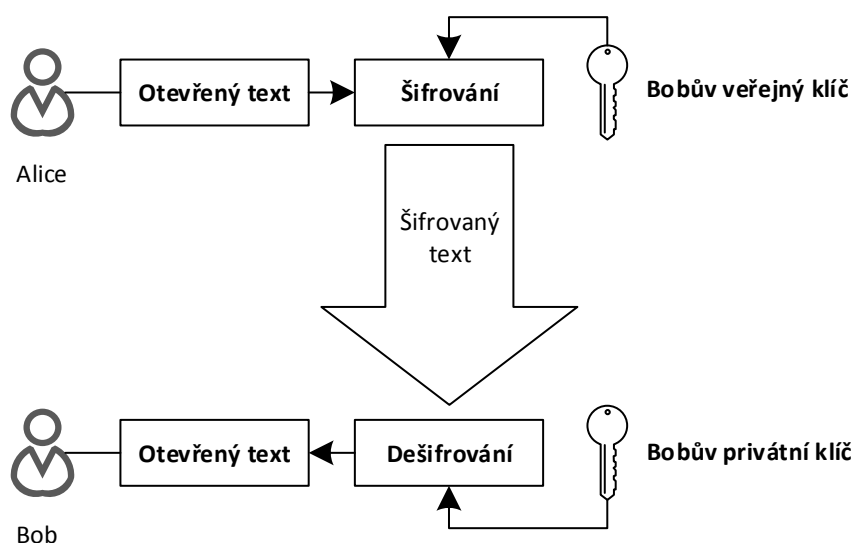 Otevřený text
Šifrování
Bobův veřejný klíč
Alice
Šifrovaný
text
Otevřený text
Dešifrování
Bobův privátní klíč
Bob